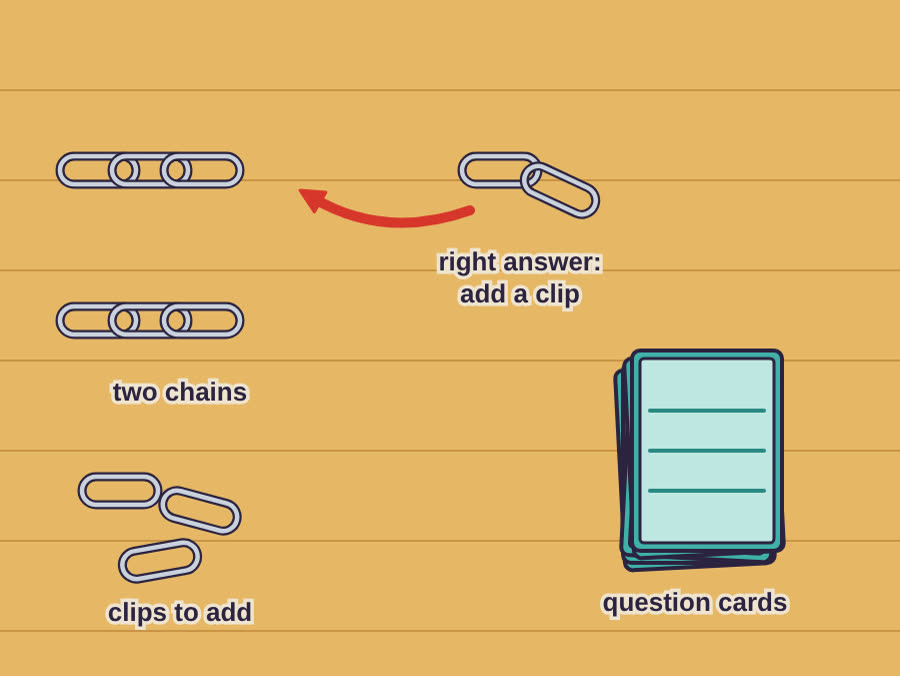 right answer:
add a clip
two chains
clips to add
question cards